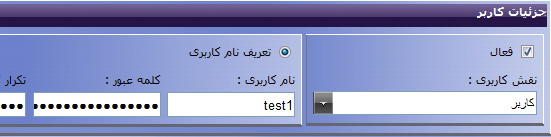 جزئیات کاربر
فعال
نقش کاربری :
کاربر
تعریف نام کاربری
نام کاربری : کلمه عبور : تکرار
test1 ●●●●●●●●●●●●●●●● ●●●